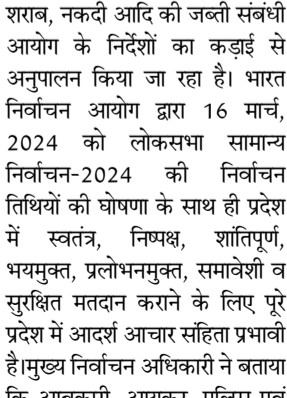 शराब, नकदी आदि की जब्ती संबंधी
आयोग के निर्देशों का कड़ाई से
अनुपालन किया जा रहा है। भारत
निर्वाचन आयोग द्वारा 16 मार्च,
2024 को लोकसभा सामान्य
निर्वाचन-2024 की निर्वाचन
तिथियों की घोषणा के साथ ही प्रदेश
में स्वतंत्र, निष्पक्ष, शांतिपूर्ण,
भयमुक्त, प्रलोभनमुक्त, समावेशी व
सुरक्षित मतदान कराने के लिए पूरे
प्रदेश में आदर्श आचार संहिता प्रभावी
है।मुख्य निर्वाचन अधिकारी ने बताया